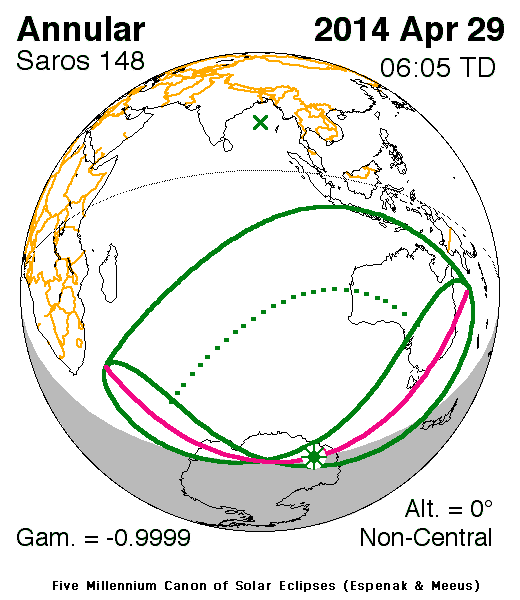 Annular
2014 Apr 29
Saros 148
06:05 TD
Alt. = 0°
Gam. = -0.9999
Non-Central
Five Millennium Canon of Solar Eclipses (Espenak & Meeus)